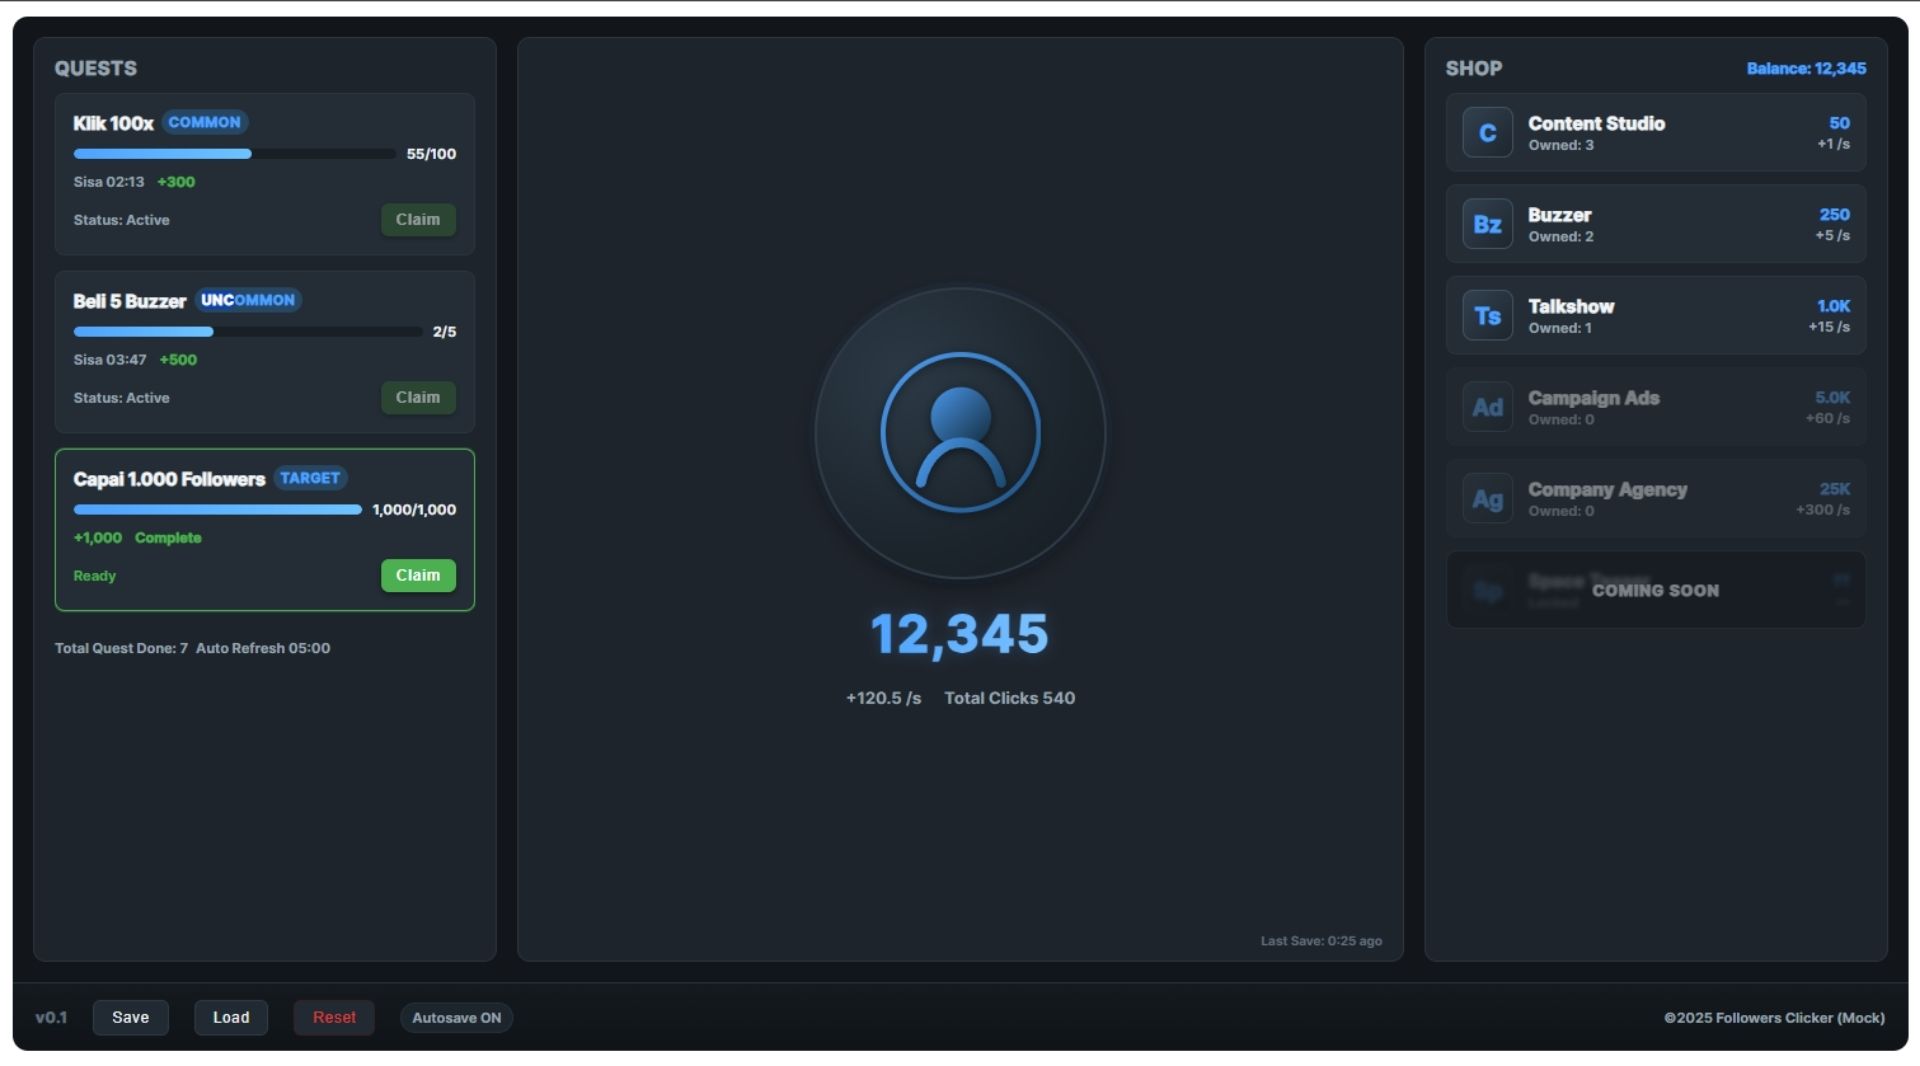 QUESTS
Klik 100x COMMON
55/100
Sisa 02:13 +300
Status: Active Claim
Beli 5 Buzzer UNCOMMON
2/5
Sisa 03:47 +500
Status: Active Claim
Capai 1.000 Followers TARGET
1,000/1,000
+1,000 Complete
Ready Claim
Total Quest Done: 7 Auto Refresh 05:00
12,345
+120.5 /s Total Clicks 540
Last Save: 0:25 ago
SHOP Balance: 12,345
C Content Studio 50
Owned: 3 +1 /s
Bz Buzzer 250
Owned: 2 +5 /s
Ts Talkshow 1.0K
Owned: 1 +15 /s
Ad Campaign Ads 5.0K
Owned: 0 +60 /s
Ag Company Agency 25K
Owned: 0 +300 /s
Sp Space
Locked
COMING SOON
v0.1 Save Load Reset Autosave ON ©2025 Followers Clicker (Mock)